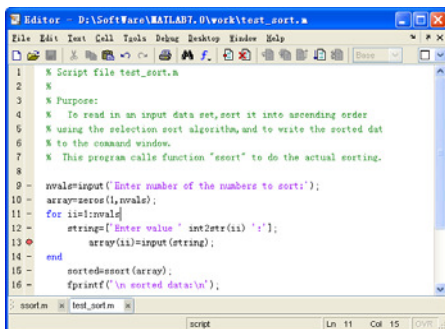 Editor - D:\SoftWare\MATLAB7.0\work\test_sort.m
File Edit Text Cell Tools Debug Desktop Window Help
Base
1 % Script file test_sort.m
2 %
3 % Purpose:
4 % To read in an input data set, sort it into ascending order
5 % using the selection sort algorithm, and to write the sorted dat
6 % to the command window.
7 % This program calls function "ssort" to do the actual sorting.
8
9 - nvals=input('Enter number of the numbers to sort:');
10 - array=zeros(1,nvals);
11 - for ii=1:nvals
12 - string=['Enter value ' int2str(ii) ':'];
13 array(ii)=input(string);
14 - end
15 - sorted=ssort(array);
16 - fprintf('\n sorted data:\n');
ssort.m test_sort.m
script Ln 11 Col 15 OVR